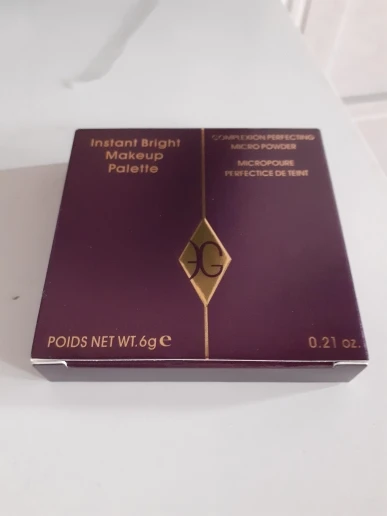 Instant Bright
Makeup
Palette
COMPLEXION PERFECTING
MICRO POWDER
MICROPOURE
PERFECTICE DE TEINT
POIDS NET WT. 6g e
0.21 oz.